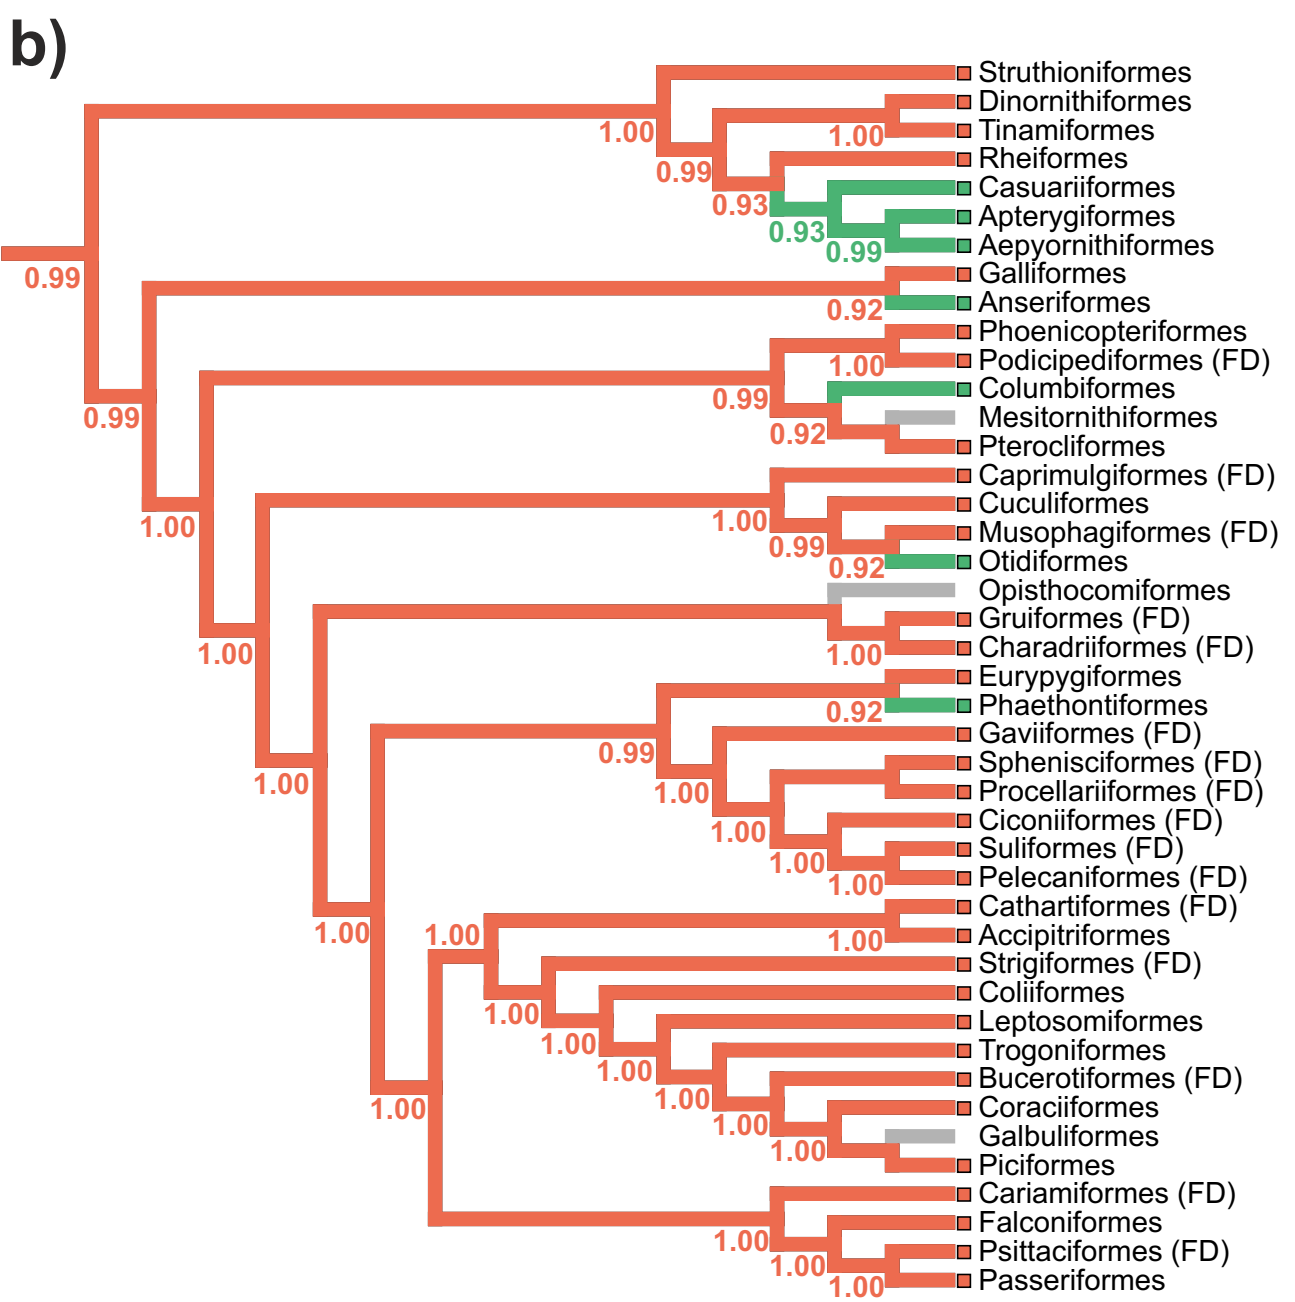 b)
Struthioniformes
Dinornithiformes
1.00
1.00
Tinamiformes
Rheiformes
0.99
Casuariiformes
0.93
Apterygiformes
0.93
Aepyornithiformes
0.99
0.99
Galliformes
Anseriformes
0.92
Phoenicopteriformes
Podicipediformes (FD)
1.00
Columbiformes
0.99
Mesitornithiformes
0.99
0.92
Pterocliformes
Caprimulgiformes (FD)
Cuculiformes
1.00
1.00
Musophagiformes (FD)
0.99
Otidiformes
0.92
Opisthocomiformes
Gruiformes (FD)
Charadriiformes (FD)
1.00
1.00
Eurypygiformes
Phaethontiformes
0.92
Gaviiformes (FD)
0.99
Sphenisciformes (FD)
1.00
Procellariiformes (FD)
1.00
Ciconiiformes (FD)
1.00
Suliformes (FD)
1.00
Pelecaniformes (FD)
1.00
Cathartiformes (FD)
1.00
1.00
Accipitriformes
1.00
Strigiformes (FD)
Coliiformes
1.00
Leptosomiformes
1.00
Trogoniformes
1.00
Bucerotiformes (FD)
1.00
Coraciiformes
1.00
1.00
Galbuliformes
1.00
Piciformes
Cariamiformes (FD)
Falconiformes
1.00
Psittaciformes (FD)
1.00
Passeriformes
1.00